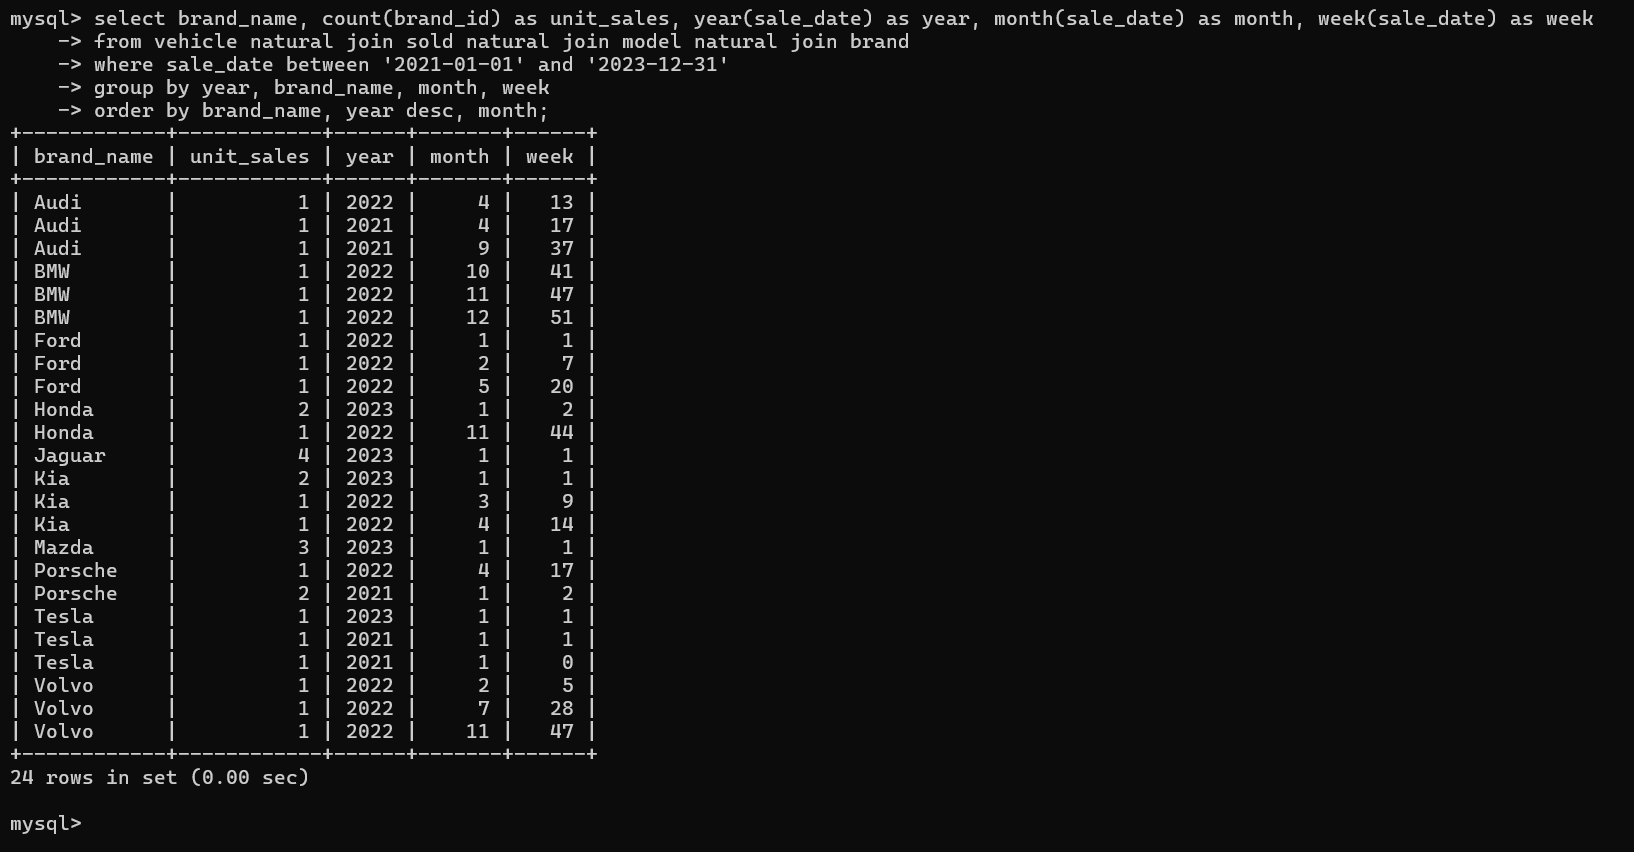 mysql> select brand_name, count(brand_id) as unit_sales, year(sale_date) as year, month(sale_date) as month, week(sale_date) as week
    -> from vehicle natural join sold natural join model natural join brand
    -> where sale_date between '2021-01-01' and '2023-12-31'
    -> group by year, brand_name, month, week
    -> order by brand_name, year desc, month;
+------------+------------+------+-------+------+
| brand_name | unit_sales | year | month | week |
+------------+------------+------+-------+------+
| Audi       |          1 | 2022 |     4 |   13 |
| Audi       |          1 | 2021 |     4 |   17 |
| Audi       |          1 | 2021 |     9 |   37 |
| BMW        |          1 | 2022 |    10 |   41 |
| BMW        |          1 | 2022 |    11 |   47 |
| BMW        |          1 | 2022 |    12 |   51 |
| Ford       |          1 | 2022 |     1 |    1 |
| Ford       |          1 | 2022 |     2 |    7 |
| Ford       |          1 | 2022 |     5 |   20 |
| Honda      |          2 | 2023 |     1 |    2 |
| Honda      |          1 | 2022 |    11 |   44 |
| Jaguar     |          4 | 2023 |     1 |    1 |
| Kia        |          2 | 2023 |     1 |    1 |
| Kia        |          1 | 2022 |     3 |    9 |
| Kia        |          1 | 2022 |     4 |   14 |
| Mazda      |          3 | 2023 |     1 |    1 |
| Porsche    |          1 | 2022 |     4 |   17 |
| Porsche    |          2 | 2021 |     1 |    2 |
| Tesla      |          1 | 2023 |     1 |    1 |
| Tesla      |          1 | 2021 |     1 |    1 |
| Tesla      |          1 | 2021 |     1 |    0 |
| Volvo      |          1 | 2022 |     2 |    5 |
| Volvo      |          1 | 2022 |     7 |   28 |
| Volvo      |          1 | 2022 |    11 |   47 |
+------------+------------+------+-------+------+
24 rows in set (0.00 sec)
mysql>